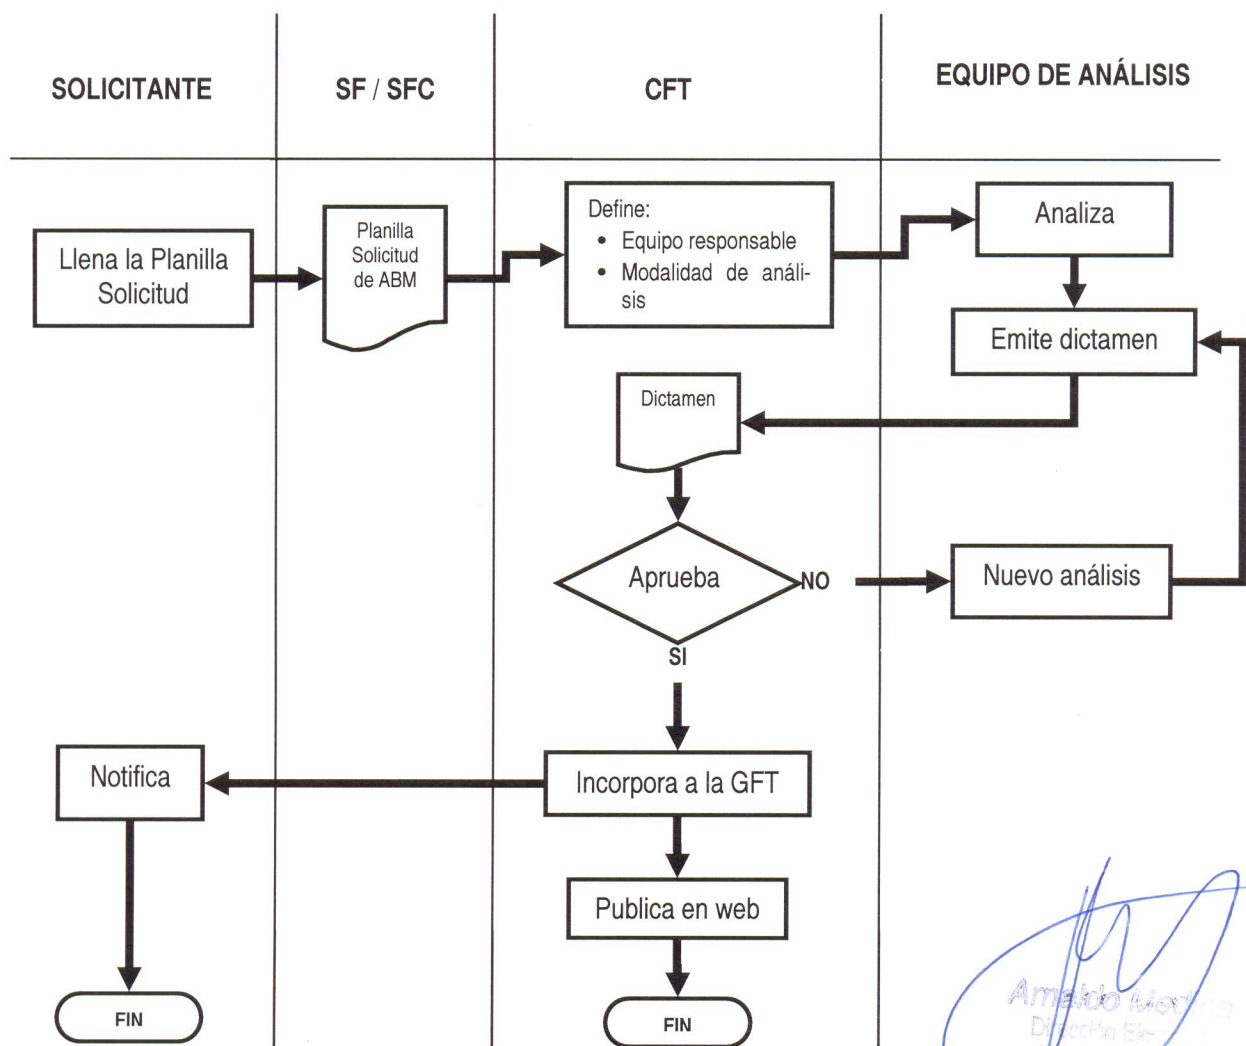 SOLICITANTE
SF / SFC
CFT
EQUIPO DE ANÁLISIS
Llena la Planilla
Solicitud
Planilla
Solicitud
de ABM
Define:
• Equipo responsable
• Modalidad de análi-
sis
Analiza
Emite dictamen
Dictamen
Aprueba
NO
Nuevo análisis
SI
Notifica
Incorpora a la GFT
Publica en web
FIN
FIN
Arnaldo Medina